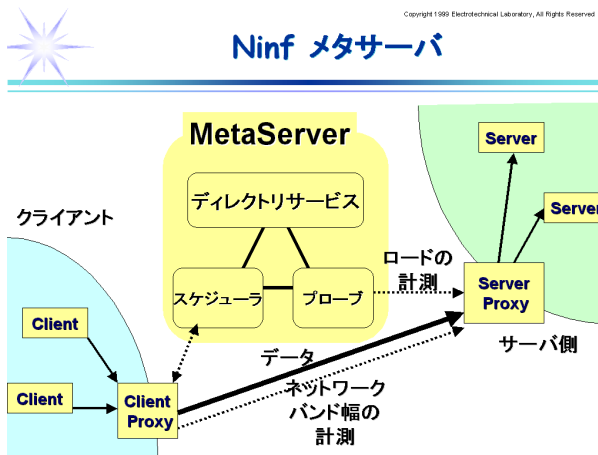 Copyright 1999 Electrotechnical Laboratory, All Rights Reserved
Ninf メタサーバ
MetaServer
ディレクトリサービス
スケジューラ
プローブ
クライアント
Client
Client
Client
Proxy
ロードの
計測
データ
ネットワーク
バンド幅の
計測
Server
Server
Server
Proxy
サーバ側